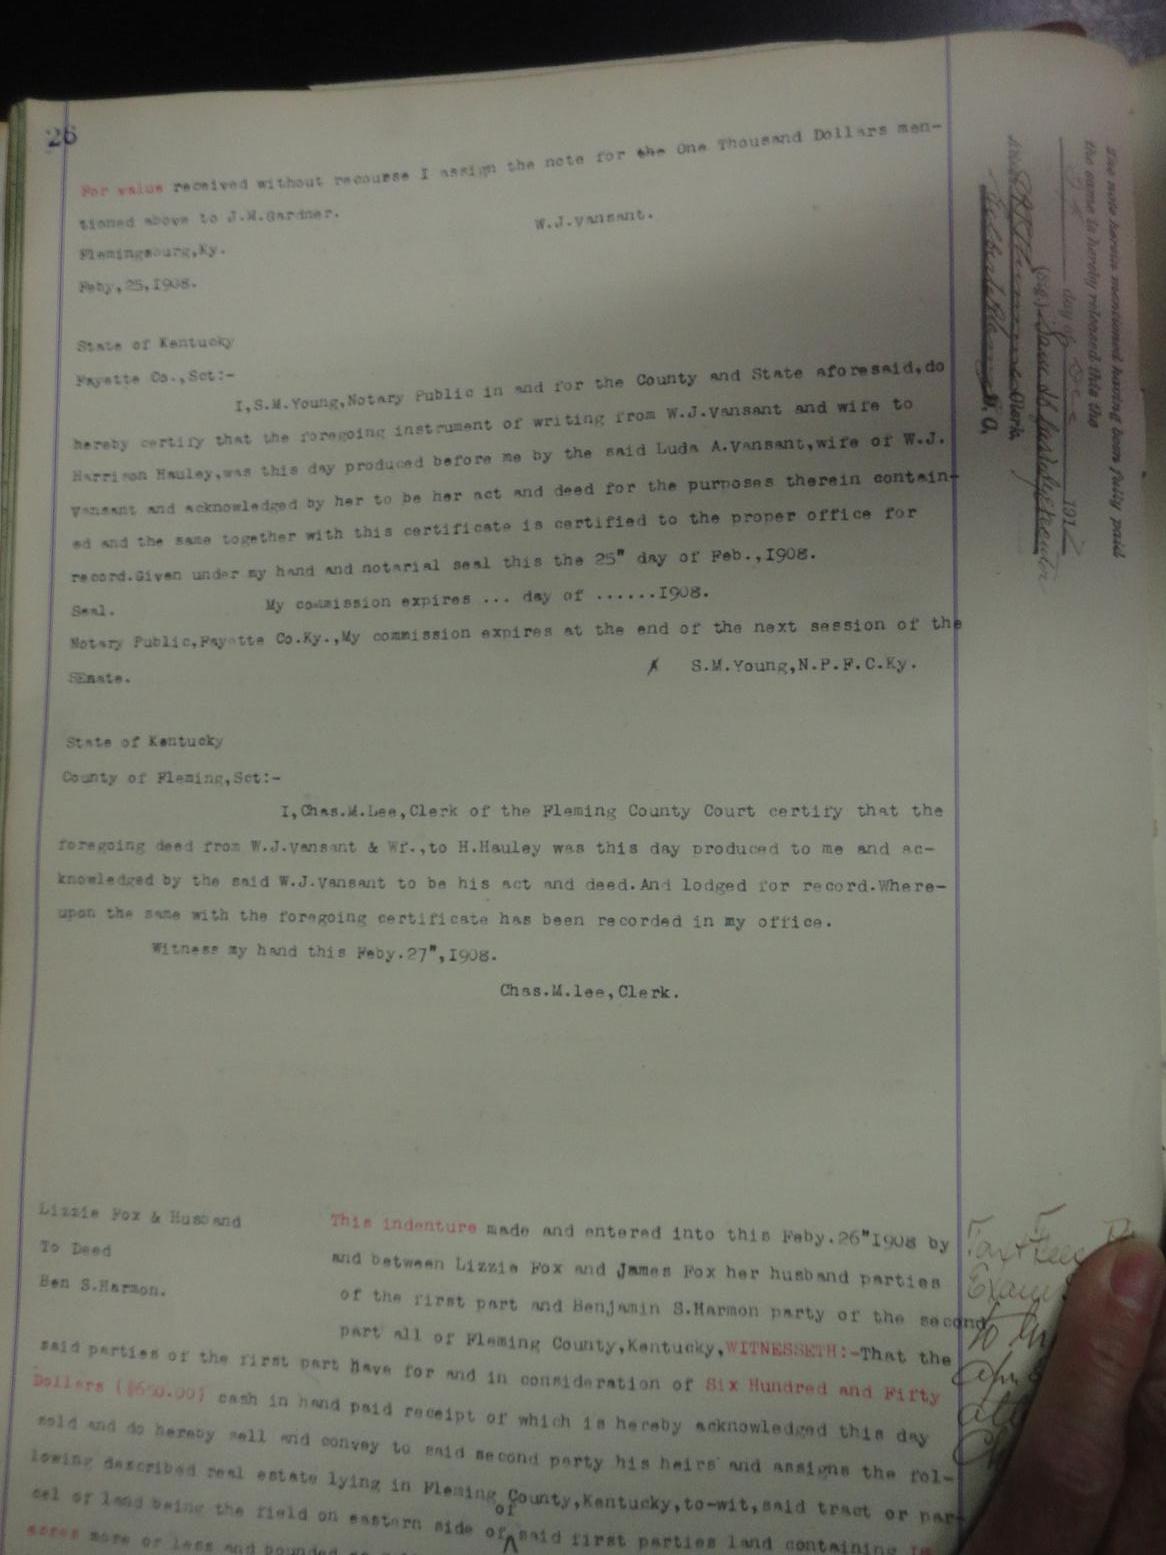 26
For value received without recourse I assign the note for the One Thousand Dollars men-
tioned above to J.M.Gardner.
W.J.Vansant.
Flemingsburg,Ky.
Feby,25,1908.
State of Kentucky
Fayette Co.,Sct:-
I,S.M.Young,Notary Public in and for the County and State aforesaid,do
hereby certify that the foregoing instrument of writing from W.J.Vansant and wife to
Harrison Hauley,was this day produced before me by the said Luda A.Vansant,wife of W.J.
Vansant and acknowledged by her to be her act and deed for the purposes therein contain-
ed and the same together with this certificate is certified to the proper office for
record.Given under my hand and notarial seal this the 25" day of Feb.,1908.
Seal. My commission expires ... day of ......1908.
Notary Public,Fayette Co.Ky.,My commission expires at the end of the next session of the
SEnate. S.M.Young,N.P.F.C.Ky.
State of Kentucky
County of Fleming,Sct:-
I,Chas.M.Lee,Clerk of the Fleming County Court certify that the
foregoing deed from W.J.Vansant & Wf.,to H.Hauley was this day produced to me and ac-
knowledged by the said W.J.Vansant to be his act and deed.And lodged for record.Where-
upon the same with the foregoing certificate has been recorded in my office.
Witness my hand this Feby.27",1908.
Chas.M.lee,Clerk.
Lizzie Fox & Husband
To Deed
Ben S.Harmon.
This indenture made and entered into this Feby.26"1908 by
and between Lizzie Fox and James Fox her husband parties
of the first part and Benjamin S.Harmon party of the second
part all of Fleming County,Kentucky,WITNESSETH:-That the
said parties of the first part have for and in consideration of Six Hundred and Fifty
Dollars ($650.00) cash in hand paid receipt of which is hereby acknowledged this day
sold and do hereby sell and convey to said second party his heirs and assigns the fol-
lowing described real estate lying in Fleming County,Kentucky,to-wit,said tract or par-
cel of land being the field on eastern side of of said first parties land containing
acres more or less and bounded
The note herein mentioned having been fully paid
the same is hereby released this the
day of Dec 1912
Clerk
D. C.
Exam
to